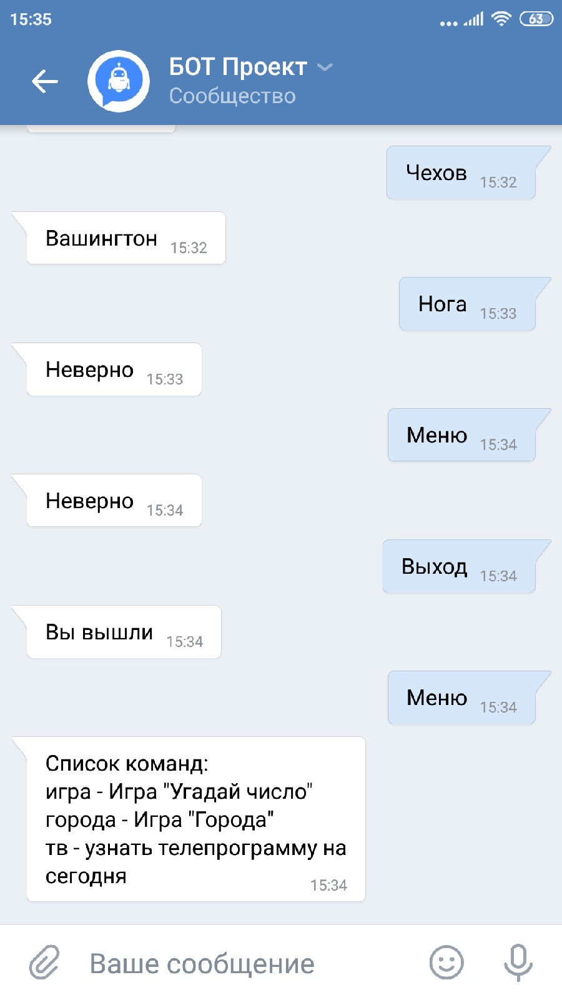 15:35
63
БОТ Проект
Сообщество
Чехов 15:32
Вашингтон 15:32
Нога 15:33
Неверно 15:33
Меню 15:34
Неверно 15:34
Выход 15:34
Вы вышли 15:34
Меню 15:34
Список команд:
игра - Игра "Угадай число"
города - Игра "Города"
тв - узнать телепрограмму на
сегодня 15:34
Ваше сообщение